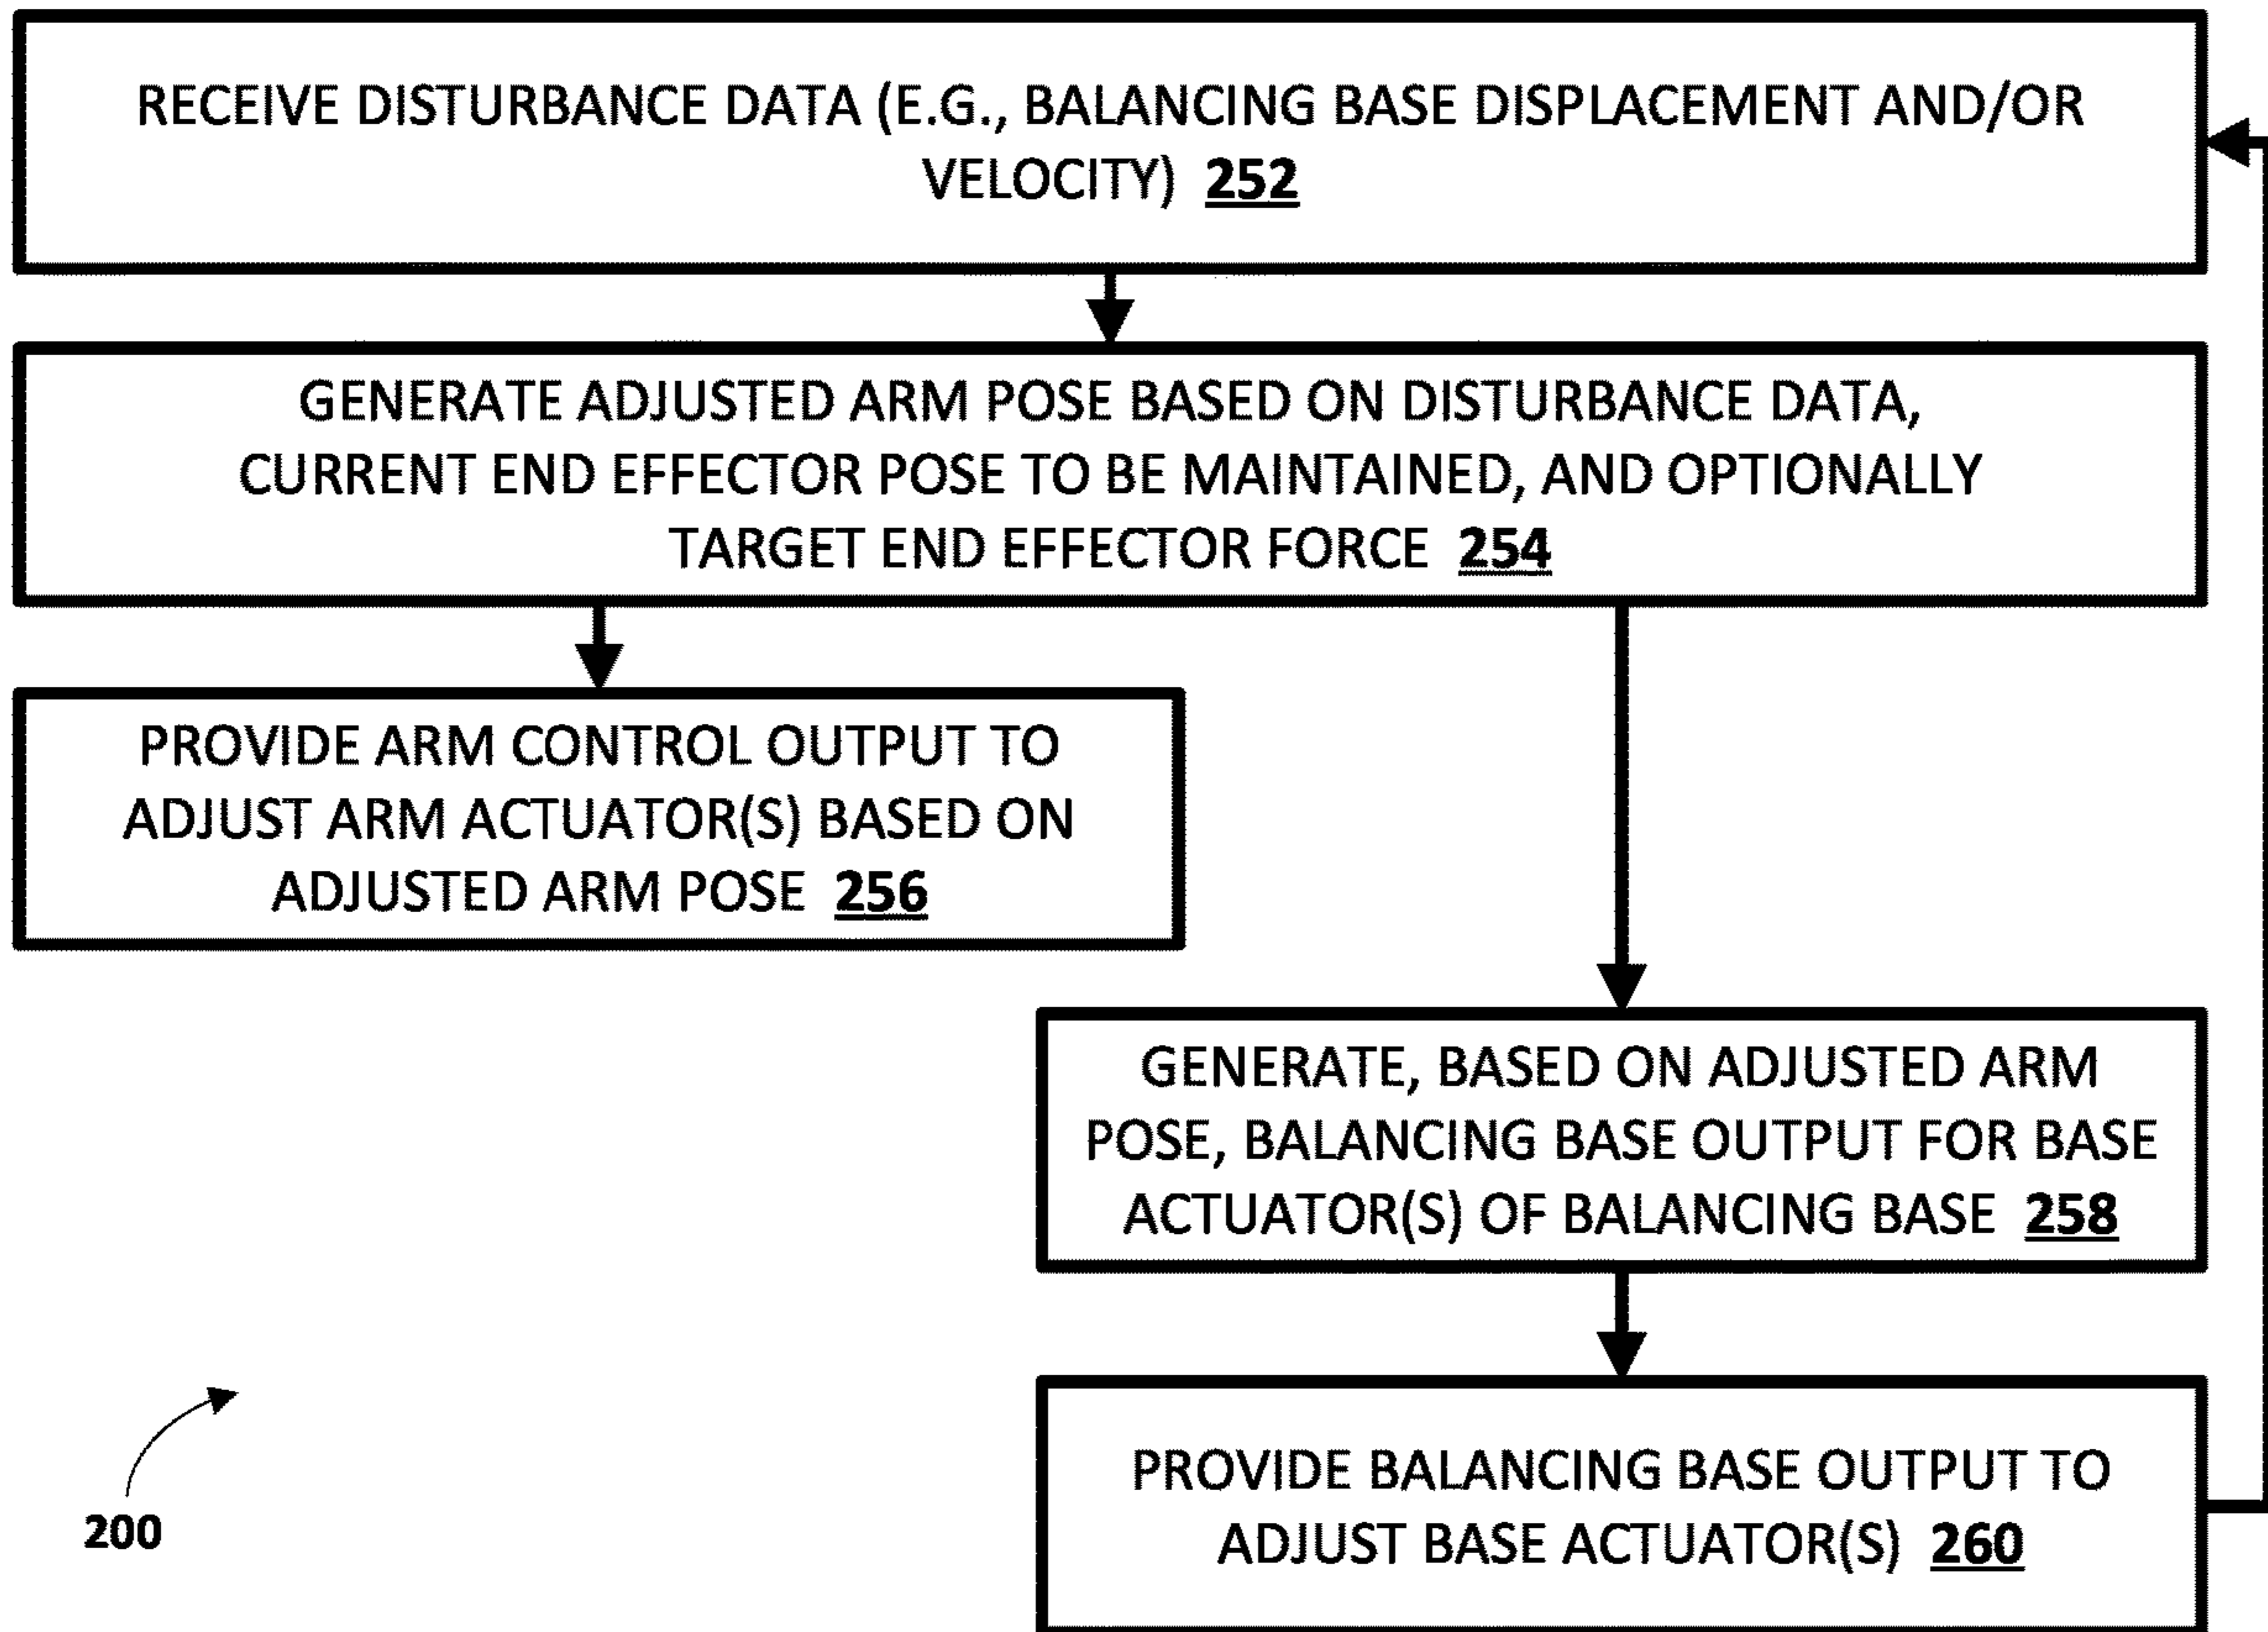 RECEIVE DISTURBANCE DATA (E.G., BALANCING BASE DISPLACEMENT AND/OR
VELOCITY) 252
GENERATE ADJUSTED ARM POSE BASED ON DISTURBANCE DATA,
CURRENT END EFFECTOR POSE TO BE MAINTAINED, AND OPTIONALLY
TARGET END EFFECTOR FORCE 254
PROVIDE ARM CONTROL OUTPUT TO
ADJUST ARM ACTUATOR(S) BASED ON
ADJUSTED ARM POSE 256
GENERATE, BASED ON ADJUSTED ARM
POSE, BALANCING BASE OUTPUT FOR BASE
ACTUATOR(S) OF BALANCING BASE 258
PROVIDE BALANCING BASE OUTPUT TO
ADJUST BASE ACTUATOR(S) 260
200